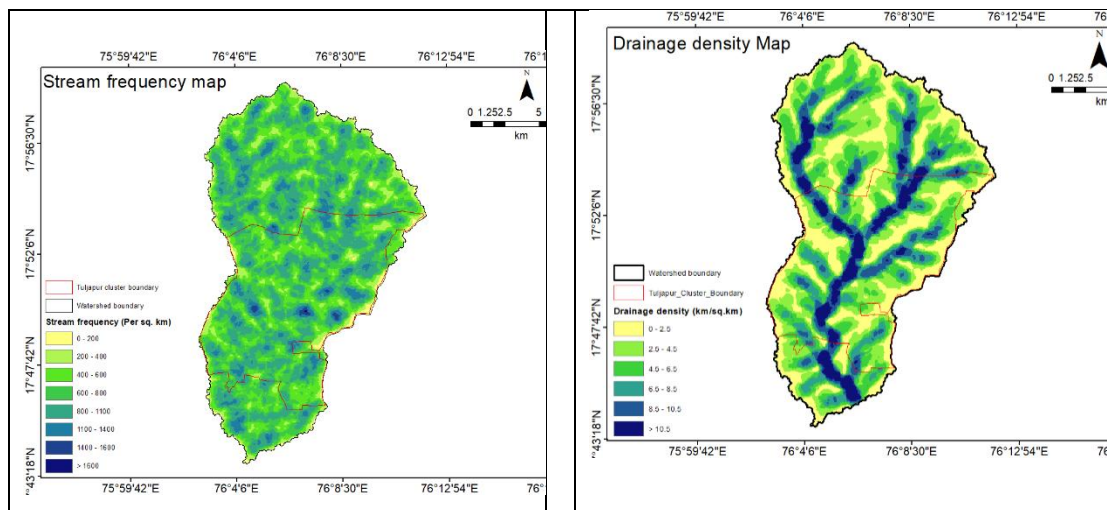 75°59'42"E 76°4'6"E 76°8'30"E 76°12'54"E
Stream frequency map
N
0 1.252.5 5
km
17°56'30"N
17°52'6"N
17°47'42"N
°43'18"N
Tuljapur cluster boundary
Watershed boundary
Stream frequency (Per sq. km)
0 - 200
200 - 400
400 - 600
600 - 800
800 - 1100
1100 - 1400
1400 - 1600
> 1600
75°59'42"E 76°4'6"E 76°8'30"E 76°12'54"E 76°1
75°59'42"E 76°4'6"E 76°8'30"E 76°12'54"E
Drainage density Map
N
0 1.252.5
km
17°56'30"N
17°52'6"N
17°47'42"N
°43'18"N
Watershed boundary
Tuljapur_Cluster_Boundary
Drainage density (km/sq.km)
0 - 2.5
2.5 - 4.5
4.5 - 6.5
6.5 - 8.5
8.5 - 10.5
> 10.5
75°59'42"E 76°4'6"E 76°8'30"E 76°12'54"E